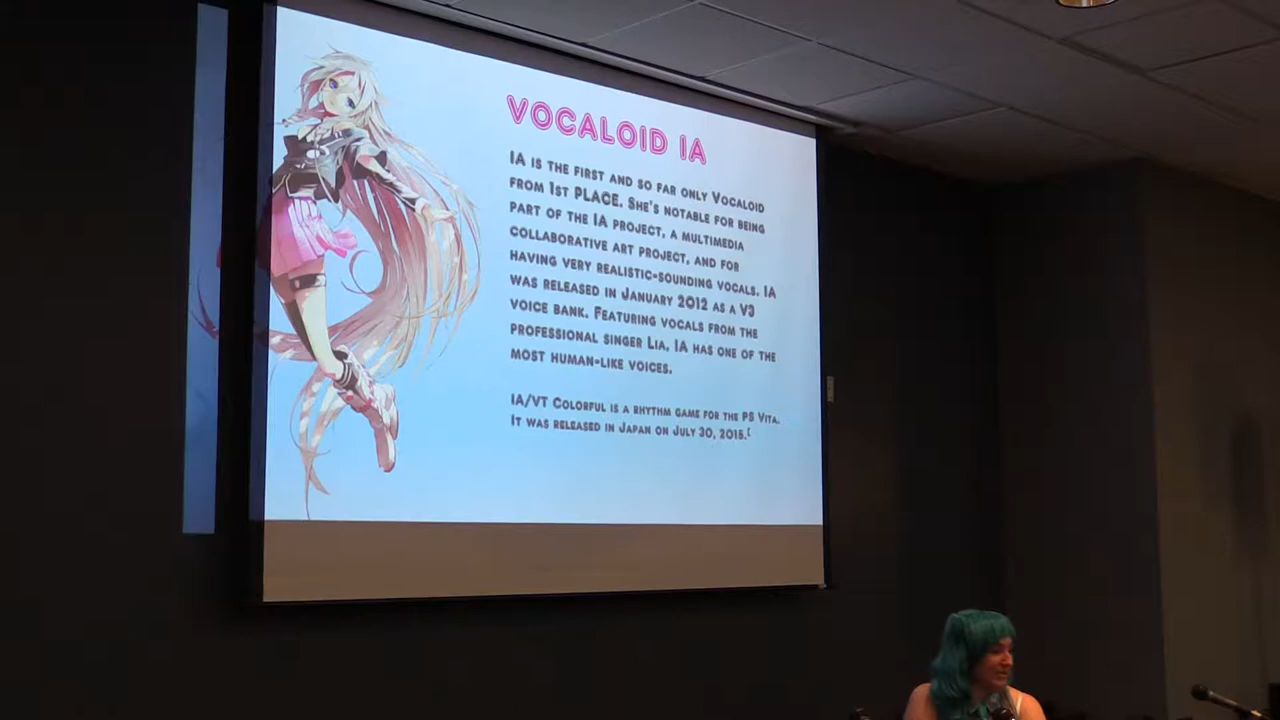 VOCALOID IA
IA IS THE FIRST AND SO FAR ONLY VOCALOID
FROM 1ST PLACE. SHE'S NOTABLE FOR BEING
PART OF THE IA PROJECT, A MULTIMEDIA
COLLABORATIVE ART PROJECT, AND FOR
HAVING VERY REALISTIC-SOUNDING VOCALS. IA
WAS RELEASED IN JANUARY 2012 AS A V3
VOICE BANK. FEATURING VOCALS FROM THE
PROFESSIONAL SINGER LIA, IA HAS ONE OF THE
MOST HUMAN-LIKE VOICES.
IA/VT COLORFUL IS A RHYTHM GAME FOR THE PS VITA.
IT WAS RELEASED IN JAPAN ON JULY 30, 2015.[